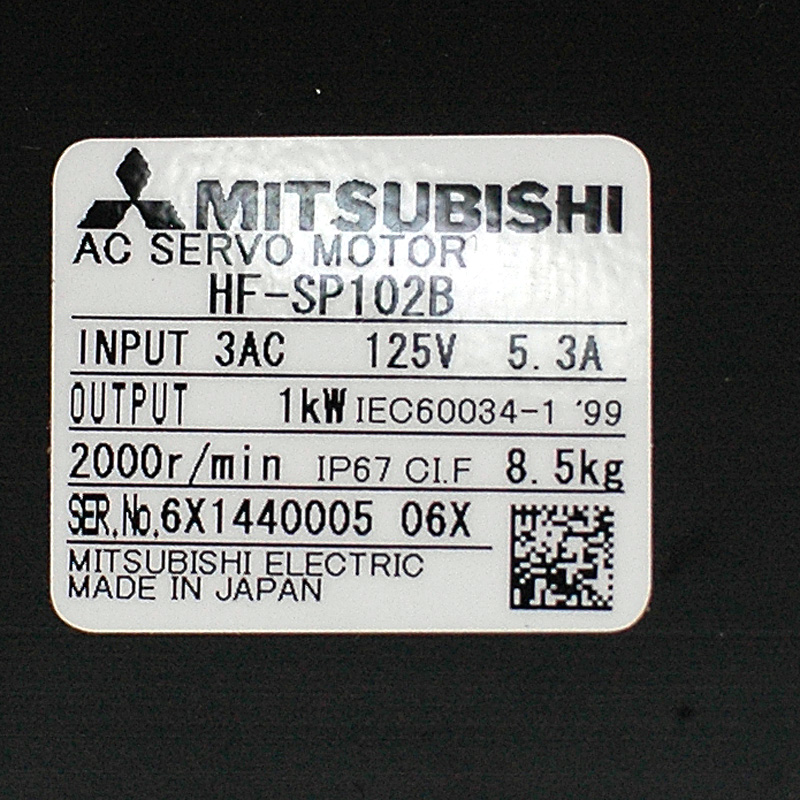 MITSUBISHI
AC SERVO MOTOR
HF-SP102B
INPUT 3AC 125V 5.3A
OUTPUT 1kW IEC60034-1 '99
2000r/min IP67 CI.F 8.5kg
SER.No.6X1440005 06X
MITSUBISHI ELECTRIC
MADE IN JAPAN